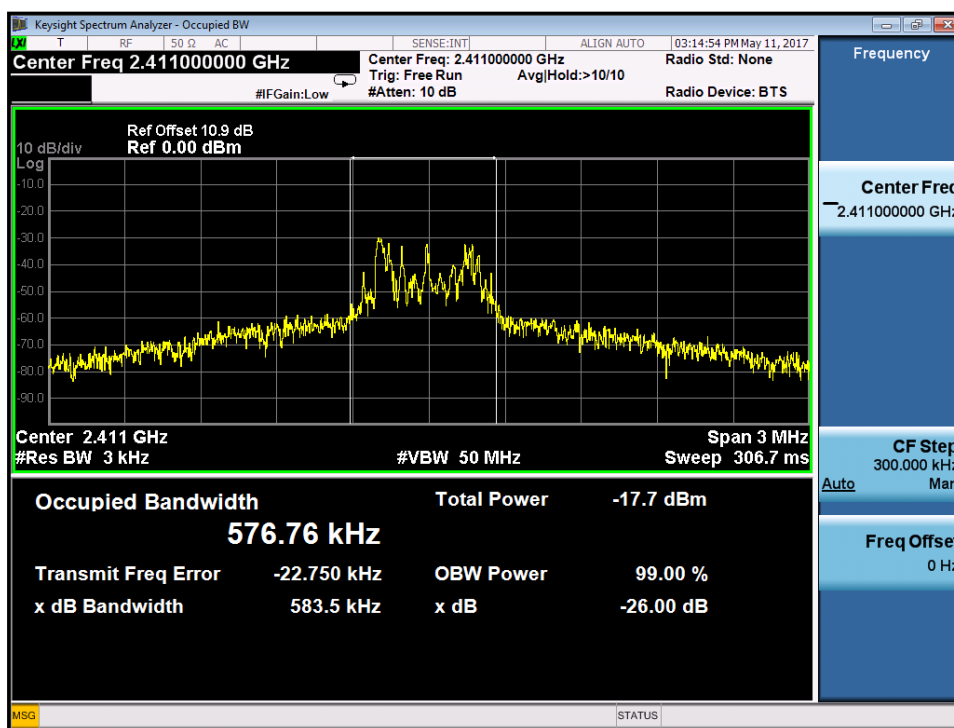 Keysight Spectrum Analyzer - Occupied BW
LXI T RF 50 Ω AC SENSE:INT ALIGN AUTO 03:14:54 PM May 11, 2017
Center Freq 2.411000000 GHz
Center Freq: 2.411000000 GHz Radio Std: None
Trig: Free Run Avg|Hold:>10/10
#IFGain:Low #Atten: 10 dB Radio Device: BTS
Ref Offset 10.9 dB
10 dB/div Ref 0.00 dBm
Log
-10.0
-20.0
-30.0
-40.0
-50.0
-60.0
-70.0
-80.0
-90.0
Center 2.411 GHz Span 3 MHz
#Res BW 3 kHz #VBW 50 MHz Sweep 306.7 ms
Occupied Bandwidth Total Power -17.7 dBm
576.76 kHz
Transmit Freq Error -22.750 kHz OBW Power 99.00 %
x dB Bandwidth 583.5 kHz x dB -26.00 dB
MSG STATUS
Frequency
Center Freq
2.411000000 GHz
CF Step
300.000 kHz
Auto Man
Freq Offset
0 Hz